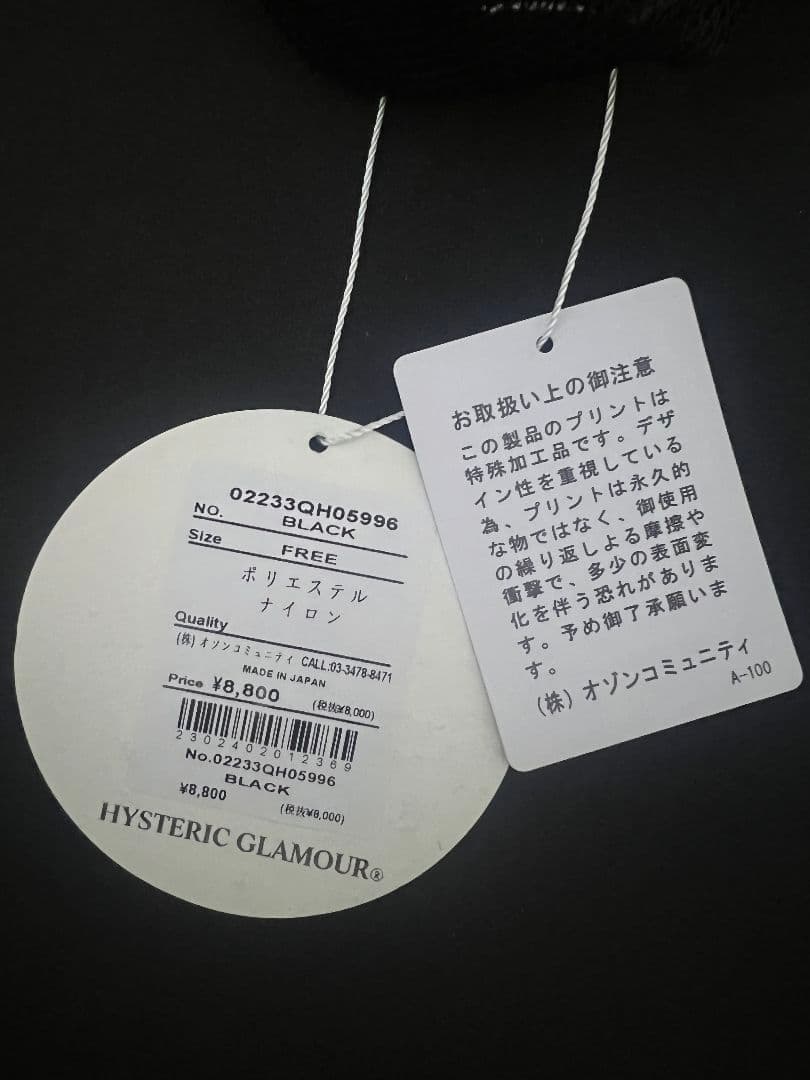 02233QH05996
NO. BLACK
Size FREE
ポリエステル
ナイロン
Quality
(株)オゾンコミュニティ CALL:03-3478-8471
MADE IN JAPAN
Price ¥8,800 (税抜¥8,000)
2302402012369
No.02233QH05996
BLACK
¥8,800 (税抜¥8,000)
HYSTERIC GLAMOUR®
お取扱い上の御注意
この製品のプリントは
特殊加工品です。デザ
イン性を重視している
為、プリントは永久的
な物ではなく、御使用
の繰り返しよる摩擦や
衝撃で、多少の表面変
化を伴う恐れがありま
す。予め御了承願いま
す。
(株)オゾンコミュニティ
A-100